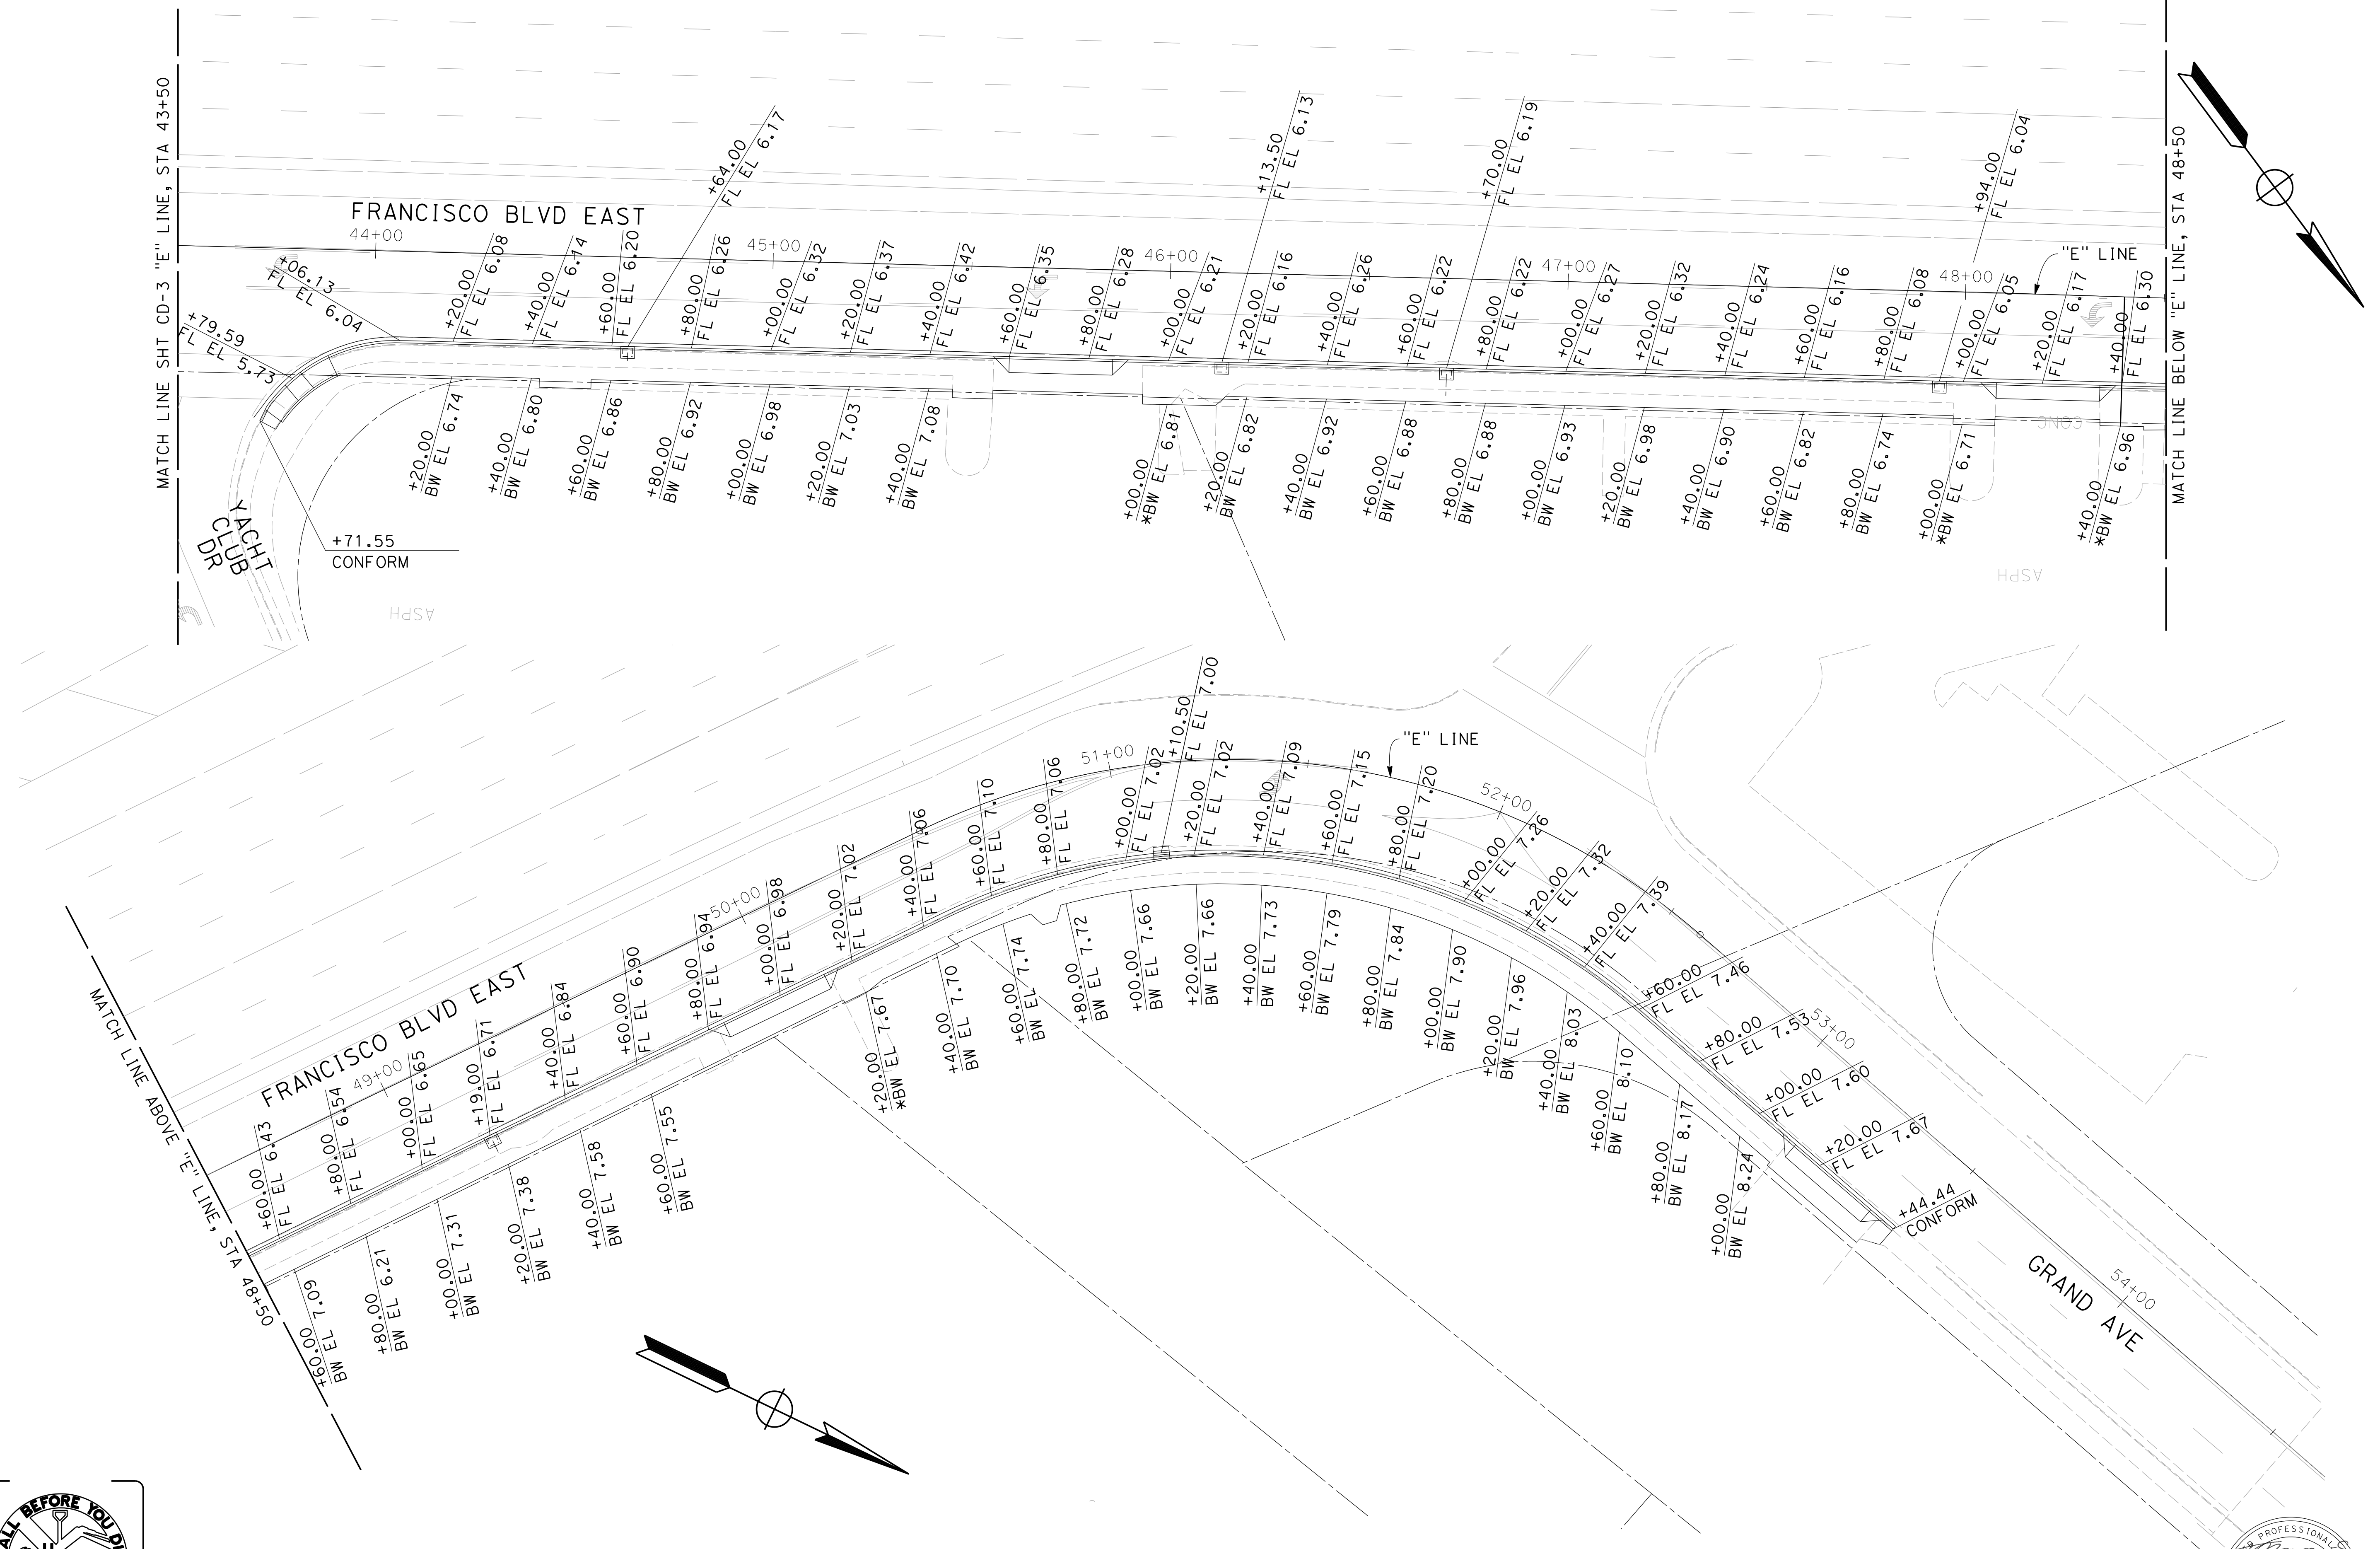 MATCH LINE SHT CD-3 "E" LINE, STA 43+50
FRANCISCO BLVD EAST
44+00
45+00
46+00
47+00
48+00
"E" LINE
+64.00
FL EL 6.17
+13.50
FL EL 6.13
+70.00
FL EL 6.19
+94.00
FL EL 6.04
+79.59
FL EL 5.73
+06.13
FL EL 6.04
+20.00
FL EL 6.08
+40.00
FL EL 6.14
+60.00
FL EL 6.20
+80.00
FL EL 6.26
+00.00
FL EL 6.32
+20.00
FL EL 6.37
+40.00
FL EL 6.42
+60.00
FL EL 6.35
+80.00
FL EL 6.28
+00.00
FL EL 6.21
+20.00
FL EL 6.16
+40.00
FL EL 6.26
+60.00
FL EL 6.22
+80.00
FL EL 6.22
+00.00
FL EL 6.27
+20.00
FL EL 6.32
+40.00
FL EL 6.24
+60.00
FL EL 6.16
+80.00
FL EL 6.08
+00.00
FL EL 6.05
+20.00
FL EL 6.17
+40.00
FL EL 6.30
+20.00
BW EL 6.74
+40.00
BW EL 6.80
+60.00
BW EL 6.86
+80.00
BW EL 6.92
+00.00
BW EL 6.98
+20.00
BW EL 7.03
+40.00
BW EL 7.08
+00.00
*BW EL 6.81
+20.00
BW EL 6.82
+40.00
BW EL 6.92
+60.00
BW EL 6.88
+80.00
BW EL 6.88
+00.00
BW EL 6.93
+20.00
BW EL 6.98
+40.00
BW EL 6.90
+60.00
BW EL 6.82
+80.00
BW EL 6.74
+00.00
*BW EL 6.71
+40.00
*BW EL 6.96
CONC
+71.55
CONFORM
YACHT
CLUB
DR
ASPH
ASPH
MATCH LINE BELOW "E" LINE, STA 48+50
MATCH LINE ABOVE "E" LINE, STA 48+50
FRANCISCO BLVD EAST
49+00
50+00
51+00
"E" LINE
52+00
53+00
54+00
+60.00
FL EL 6.43
+80.00
FL EL 6.54
+00.00
FL EL 6.65
+19.00
FL EL 6.71
+40.00
FL EL 6.84
+60.00
FL EL 6.90
+80.00
FL EL 6.94
+00.00
FL EL 6.98
+20.00
FL EL 7.02
+40.00
FL EL 7.06
+60.00
FL EL 7.10
+80.00
FL EL 7.06
+00.00
FL EL 7.02
+10.50
FL EL 7.00
+20.00
FL EL 7.02
+40.00
FL EL 7.09
+60.00
FL EL 7.15
+80.00
FL EL 7.20
+00.00
FL EL 7.26
+20.00
FL EL 7.32
+40.00
FL EL 7.39
+60.00
FL EL 7.46
+80.00
FL EL 7.53
+00.00
FL EL 7.60
+20.00
FL EL 7.67
+44.44
CONFORM
+60.00
BW EL 7.09
+80.00
BW EL 6.21
+00.00
BW EL 7.31
+20.00
BW EL 7.38
+40.00
BW EL 7.58
+60.00
BW EL 7.55
+20.00
*BW EL 7.67
+40.00
BW EL 7.70
+60.00
BW EL 7.74
+80.00
BW EL 7.72
+00.00
BW EL 7.66
+20.00
BW EL 7.66
+40.00
BW EL 7.73
+60.00
BW EL 7.79
+80.00
BW EL 7.84
+00.00
BW EL 7.90
+20.00
BW EL 7.96
+40.00
BW EL 8.03
+60.00
BW EL 8.10
+80.00
BW EL 8.17
+00.00
BW EL 8.24
GRAND AVE
BEFORE YOU
PROFESSIONAL